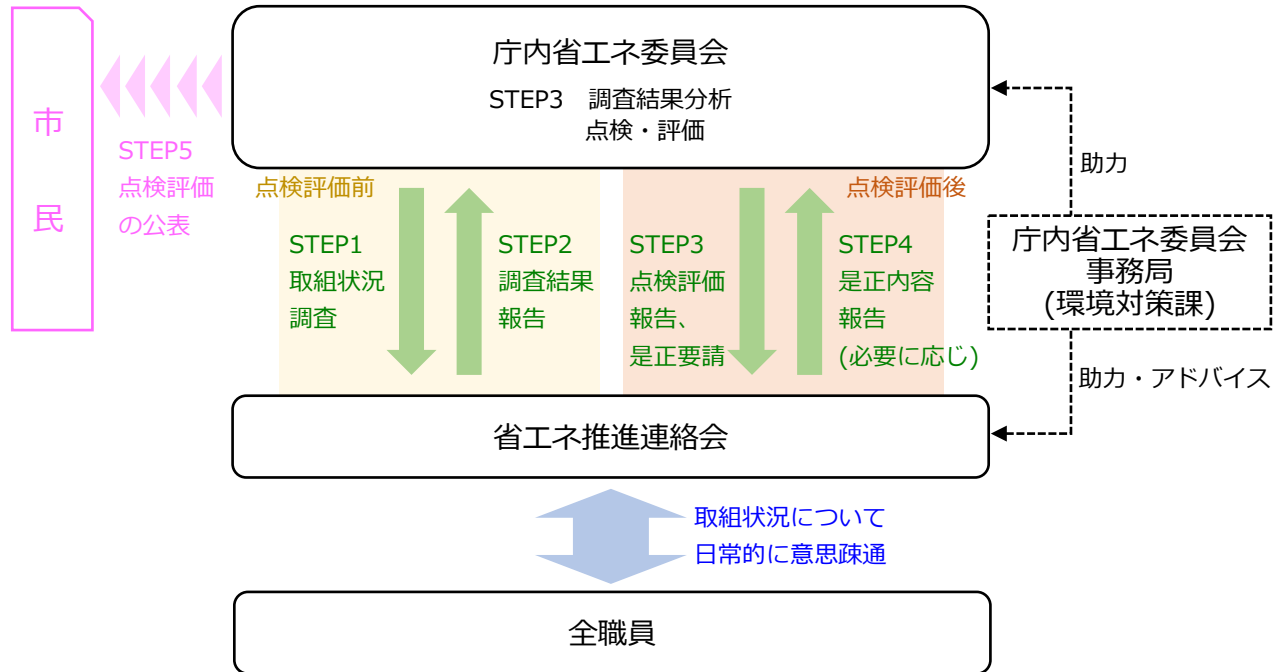 庁内省エネ委員会
STEP3　調査結果分析
点検・評価
市
民
STEP5
点検評価
の公表
点検評価前
STEP1
取組状況
調査
STEP2
調査結果
報告
点検評価後
STEP3
点検評価
報告、
是正要請
STEP4
是正内容
報告
(必要に応じ)
助力
庁内省エネ委員会
事務局
(環境対策課)
助力・アドバイス
省エネ推進連絡会
取組状況について
日常的に意思疎通
全職員